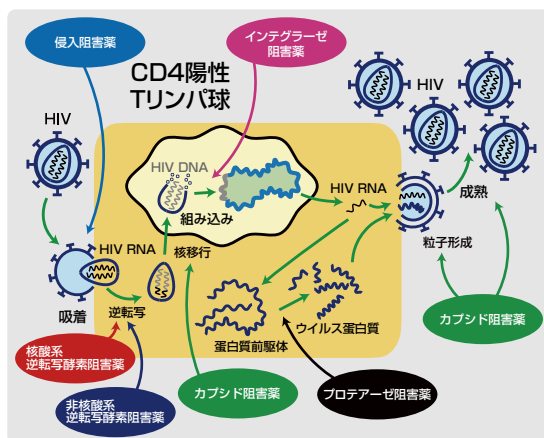 侵入阻害薬
インテグラーゼ
阻害薬
CD4陽性
Tリンパ球
HIV
HIV
HIV DNA
組み込み
HIV RNA
成熟
粒子形成
HIV RNA
核移行
吸着
逆転写
蛋白質前駆体
ウイルス蛋白質
核酸系
逆転写酵素阻害薬
非核酸系
逆転写酵素阻害薬
カプシド阻害薬
プロテアーゼ阻害薬
カプシド阻害薬